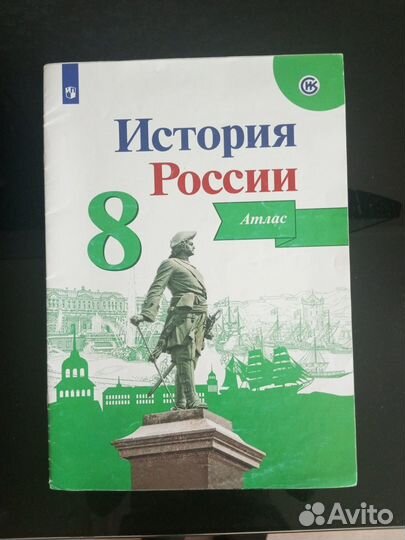 История
России
8
Атлас
Avito